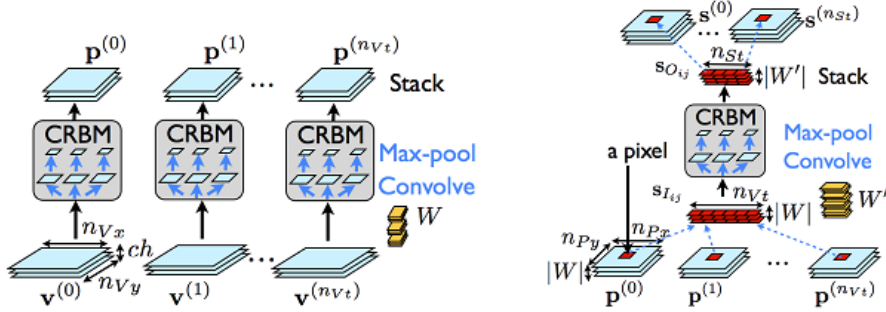 p^(0) p^(1) p^(n_Vt)
... Stack
CRBM CRBM CRBM
Max-pool
Convolve
W
n_Vx
ch
n_Vy
...
v^(0) v^(1) v^(n_Vt)
s^(0) ... s^(n_St)
n_St
s_O_ij |W'| Stack
CRBM
a pixel
Max-pool
Convolve
s_I_ij n_Vt W'
|W|
n_Py n_Px
|W| ...
p^(0) p^(1) p^(n_Vt)